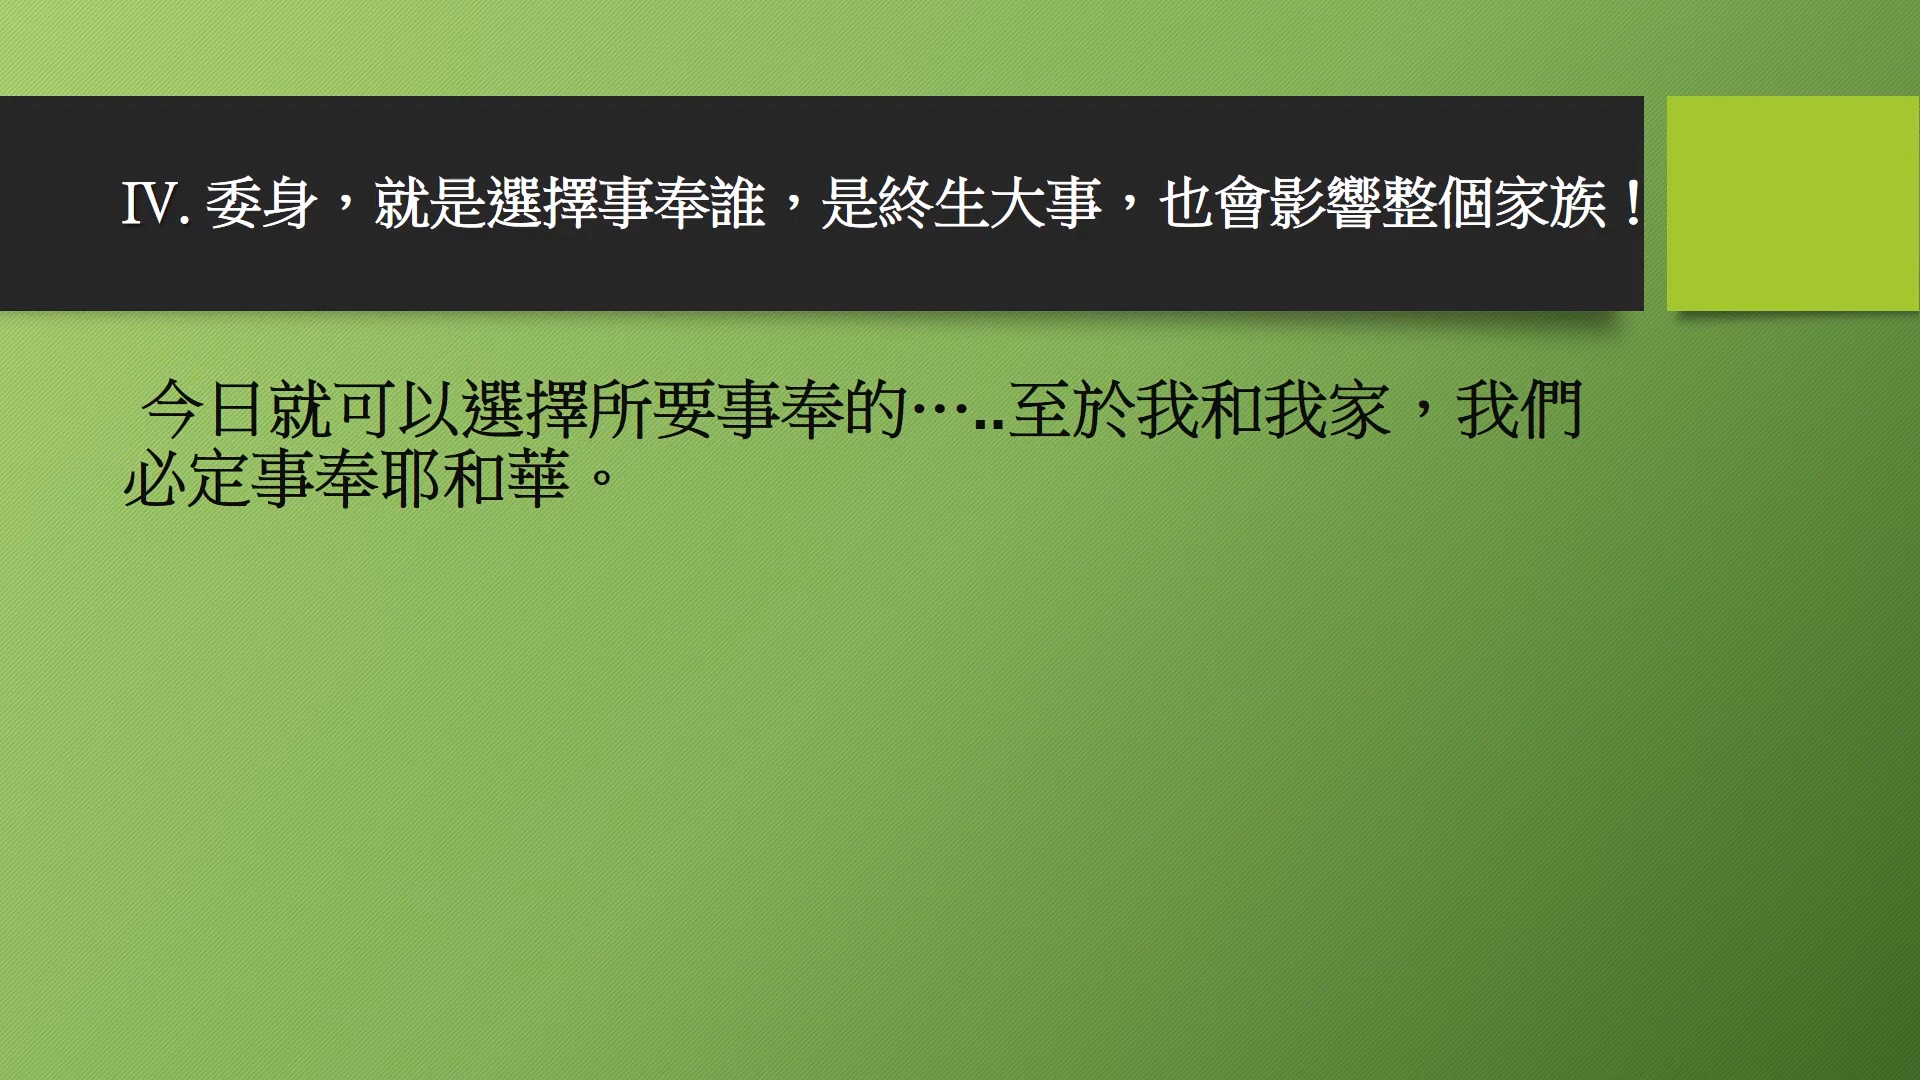 IV. 委身，就是選擇事奉誰，是終生大事，也會影響整個家族！
今日就可以選擇所要事奉的…..至於我和我家，我們
必定事奉耶和華。